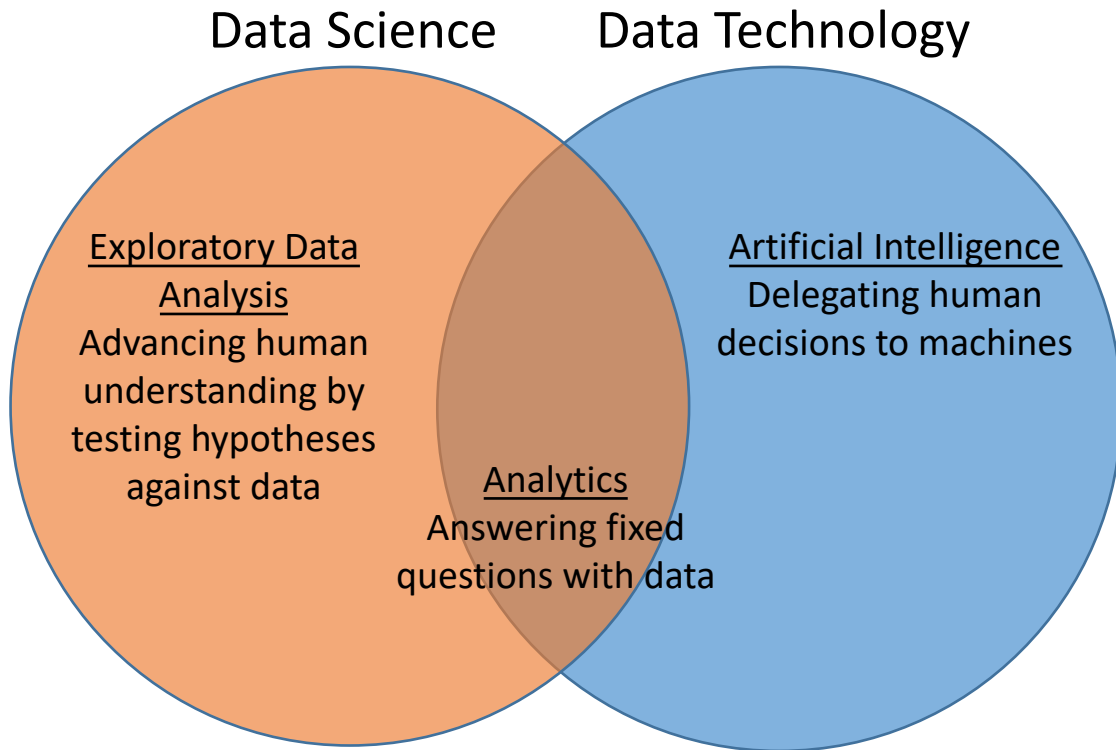 Data Science
Data Technology
Exploratory Data
Analysis
Advancing human
understanding by
testing hypotheses
against data
Analytics
Answering fixed
questions with data
Artificial Intelligence
Delegating human
decisions to machines